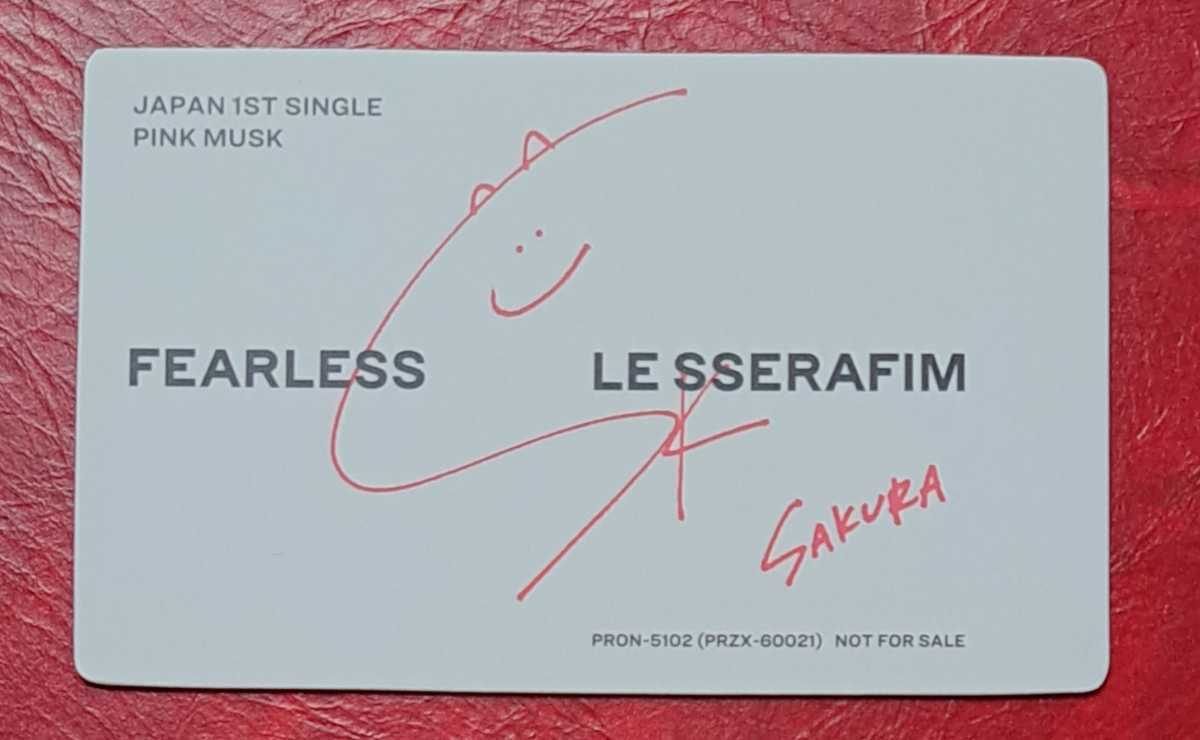 JAPAN 1ST SINGLE
PINK MUSK
FEARLESS LE SSERAFIM
SAKURA
PRON-5102 (PRZX-60021) NOT FOR SALE